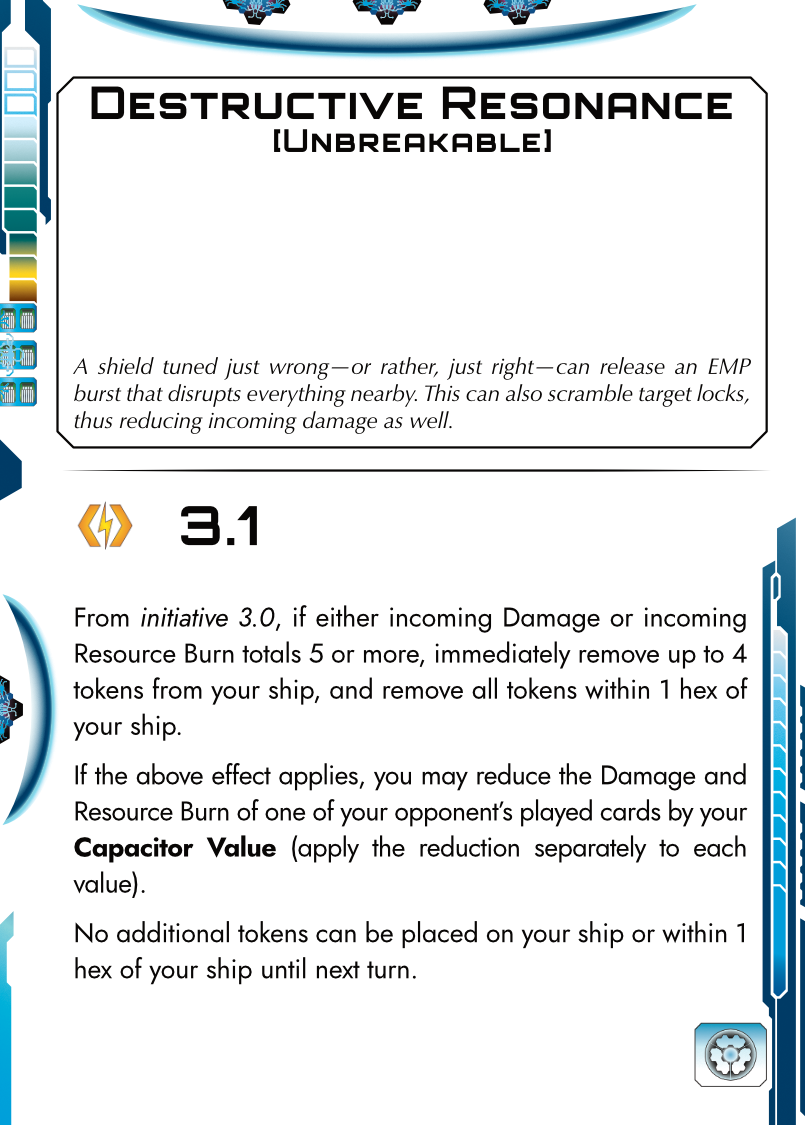 DESTRUCTIVE RESONANCE
[UNBREAKABLE]
A shield tuned just wrong—or rather, just right—can release an EMP
burst that disrupts everything nearby. This can also scramble target locks,
thus reducing incoming damage as well.
3.1
From initiative 3.0, if either incoming Damage or incoming
Resource Burn totals 5 or more, immediately remove up to 4
tokens from your ship, and remove all tokens within 1 hex of
your ship.
If the above effect applies, you may reduce the Damage and
Resource Burn of one of your opponent's played cards by your
Capacitor Value (apply the reduction separately to each
value).
No additional tokens can be placed on your ship or within 1
hex of your ship until next turn.